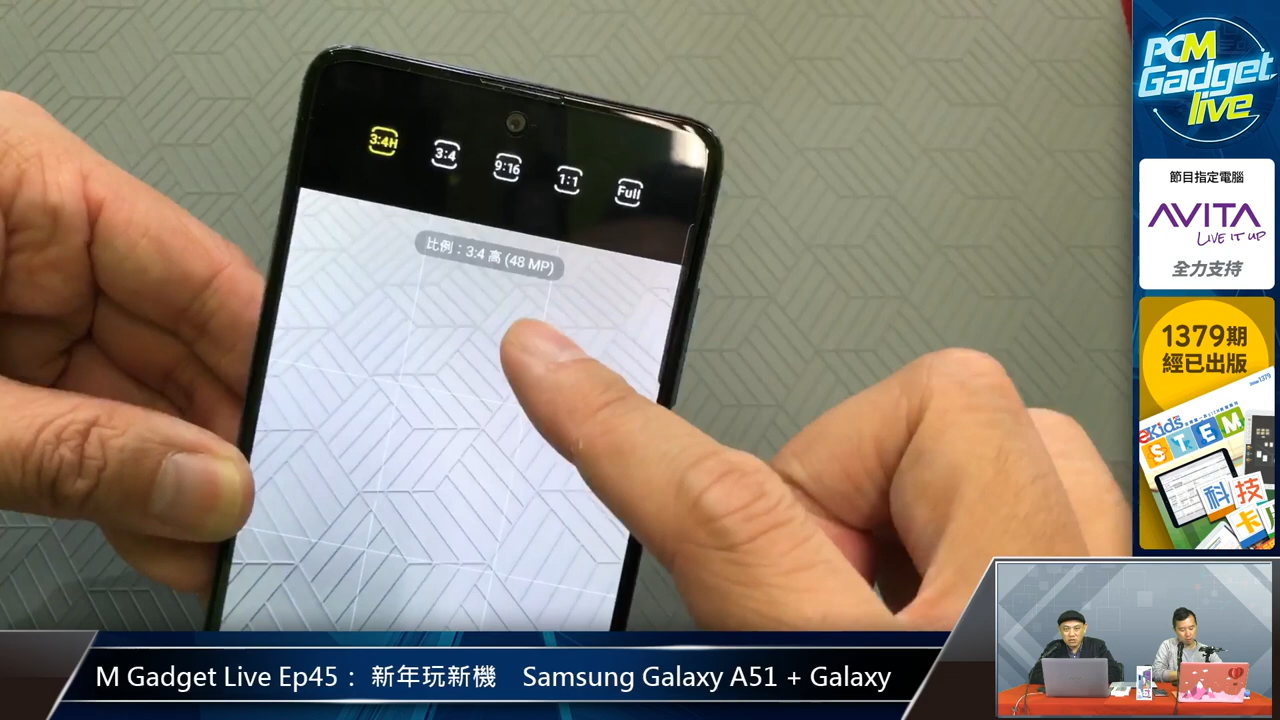 3:4H
3:4
9:16
1:1
Full
比例：3:4 高 (48 MP)
PCM
Gadget
live
節目指定電腦
AVITA
LIVE IT UP
全力支持
1379期
經已出版
eKids
STEM
科技
卡
A51
M Gadget Live Ep45： 新年玩新機 Samsung Galaxy A51 + Galaxy